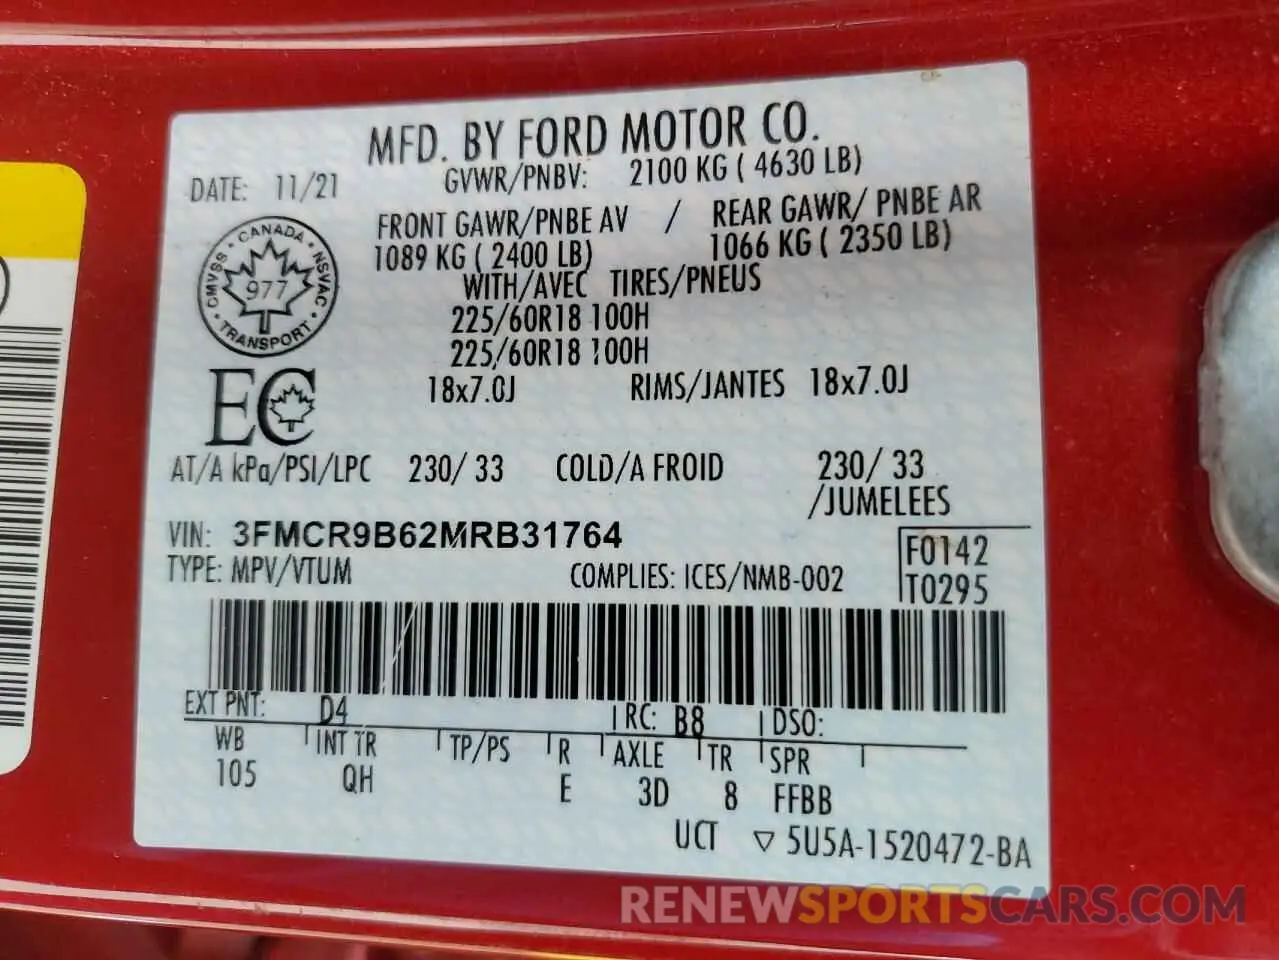 MFD. BY FORD MOTOR CO.
DATE: 11/21 GVWR/PNBV: 2100 KG ( 4630 LB)
FRONT GAWR/PNBE AV / REAR GAWR/ PNBE AR
1089 KG ( 2400 LB) 1066 KG ( 2350 LB)
WITH/AVEC TIRES/PNEUS
225/60R18 100H
225/60R18 100H
18x7.0J RIMS/JANTES 18x7.0J
CANADA
CMVSS 977 NSVAC
TRANSPORT
EC
AT/A kPa/PSI/LPC 230/ 33 COLD/A FROID 230/ 33
/JUMELEES
VIN: 3FMCR9B62MRB31764
F0142
TYPE: MPV/VTUM COMPLIES: ICES/NMB-002
T0295
EXT PNT: D4 RC: B8 DSO:
WB INT TR TP/PS R AXLE TR SPR
105 QH E 3D 8 FFBB
UCT ▽ 5U5A-1520472-BA
RENEWSPORTSCARS.COM